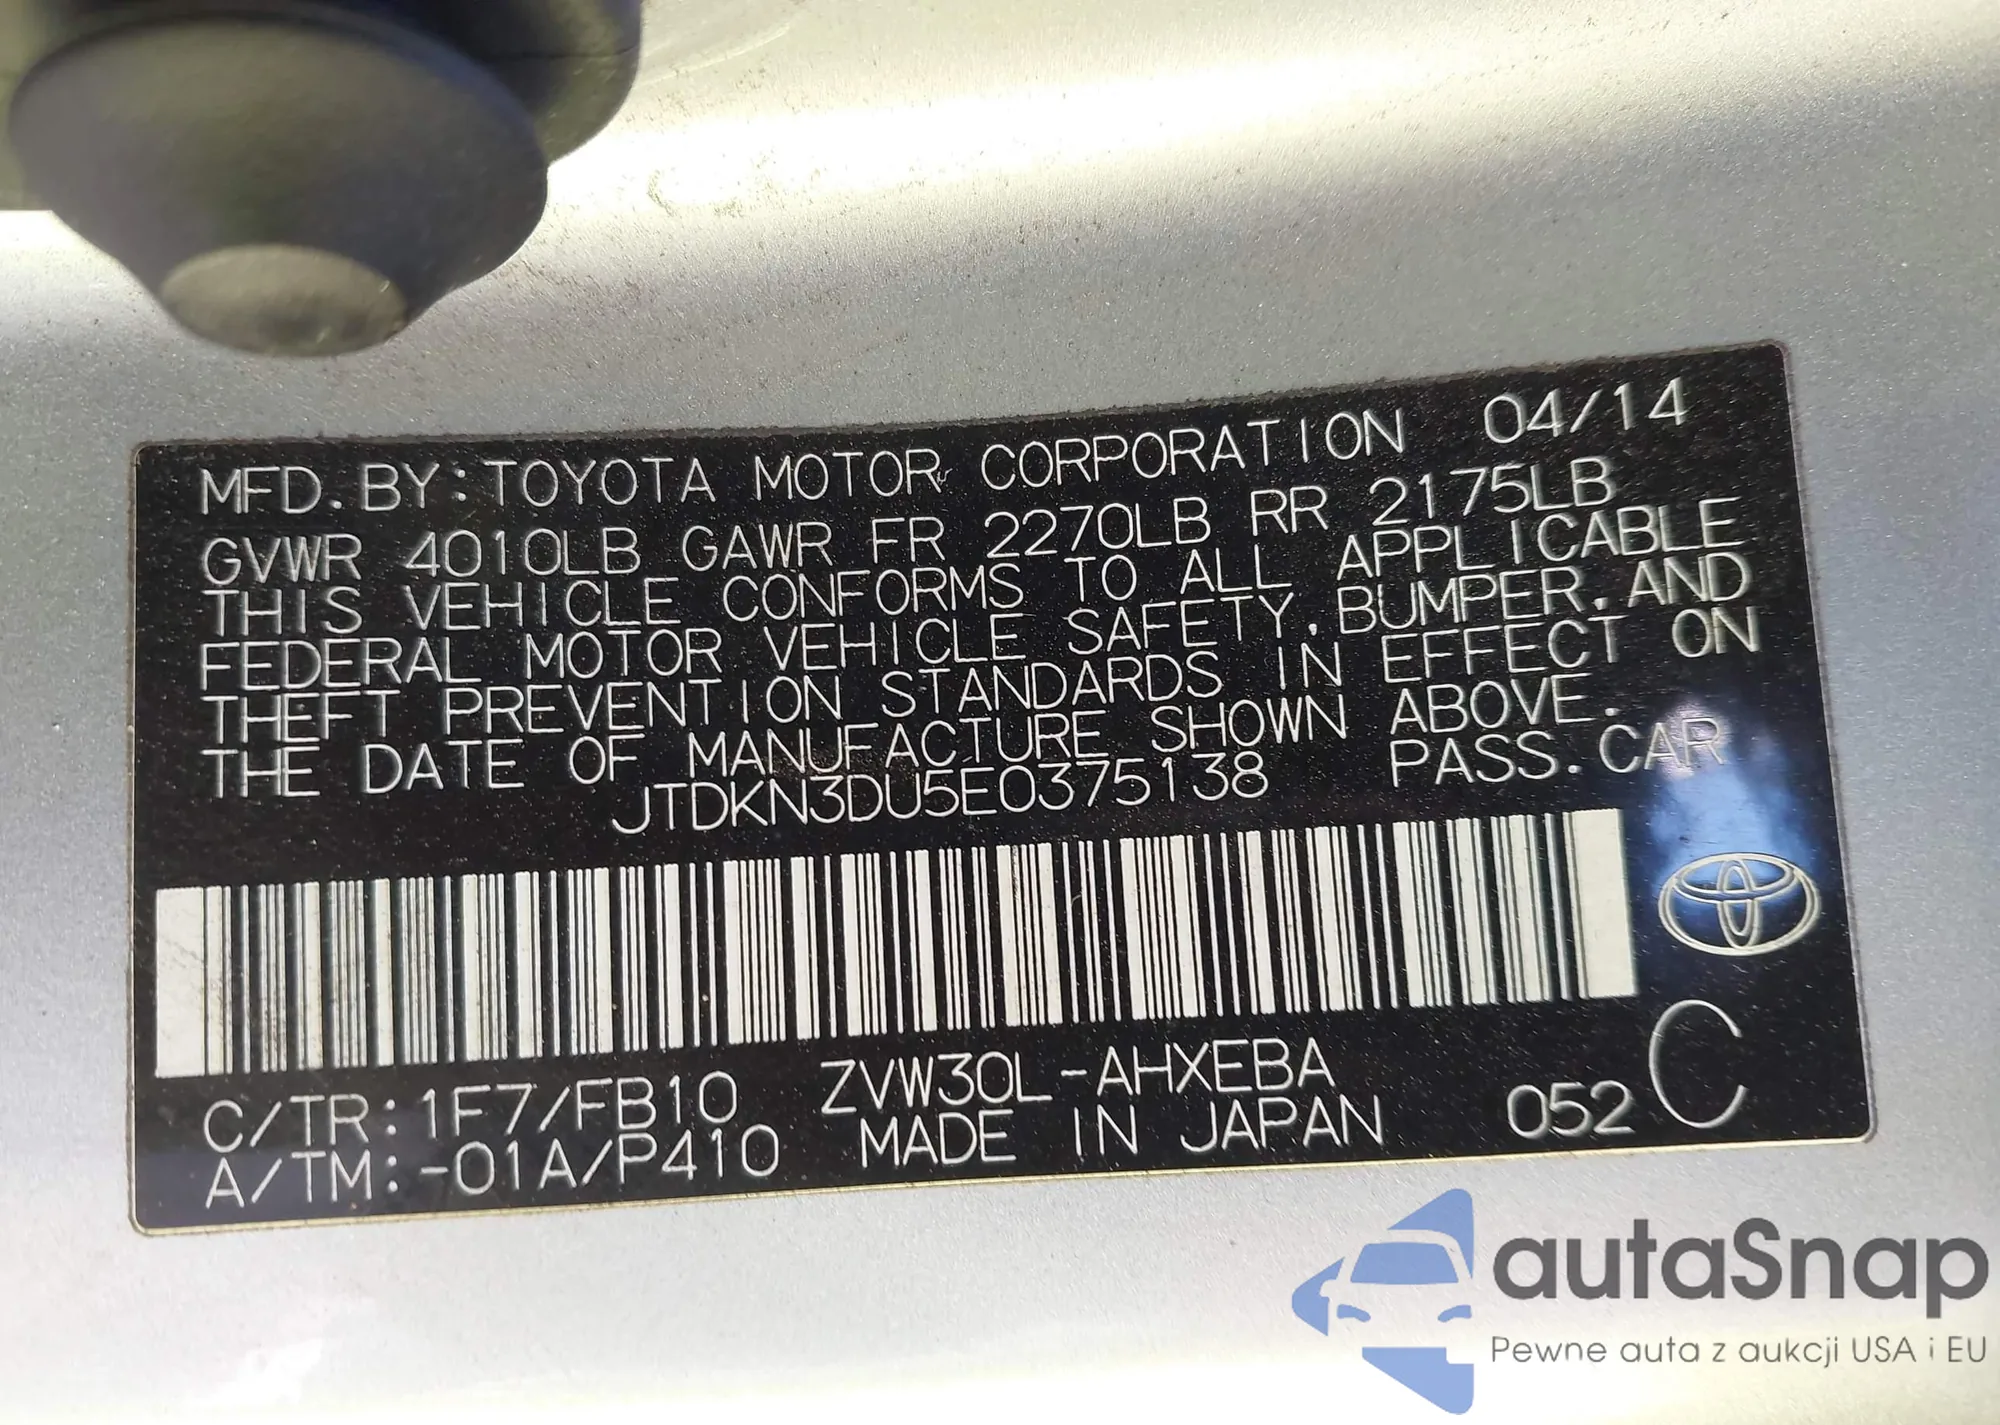 MFD. BY: TOYOTA MOTOR CORPORATION 04/14
GVWR 4010LB GAWR FR 2270LB RR 2175LB
THIS VEHICLE CONFORMS TO ALL APPLICABLE
FEDERAL MOTOR VEHICLE SAFETY, BUMPER, AND
THEFT PREVENTION STANDARDS IN EFFECT ON
THE DATE OF MANUFACTURE SHOWN ABOVE.
JTDKN3DU5E0375138 PASS. CAR
C/TR: 1F7/FB10 ZVW30L-AHXEBA
A/TM: -01A/P410 MADE IN JAPAN 052 C
autaSnap
Pewne auta z aukcji USA i EU